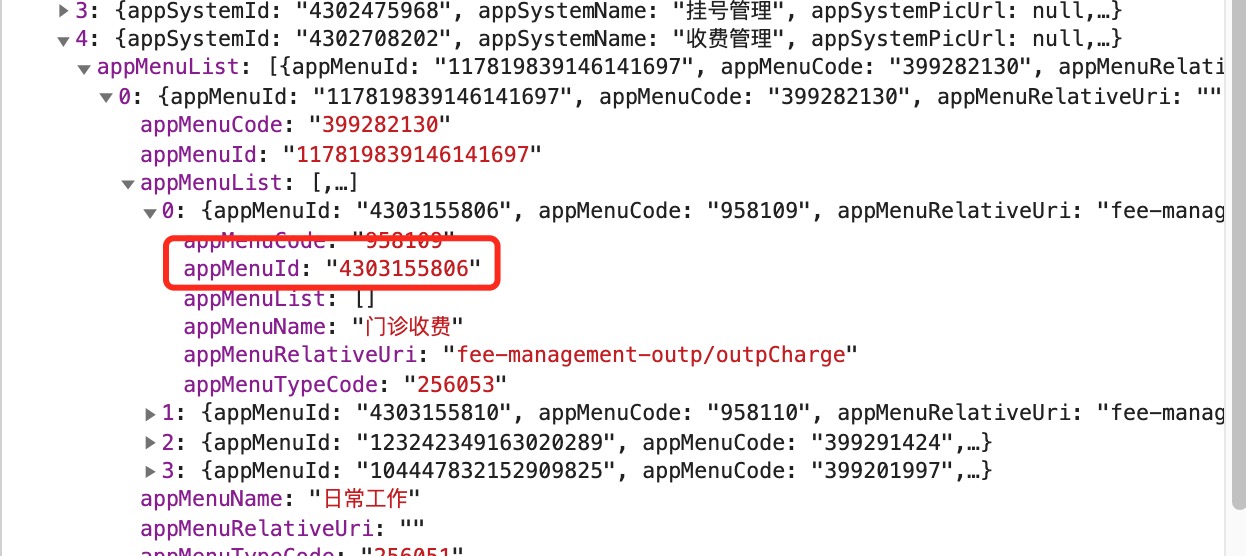 3: {appSystemId: "4302475968", appSystemName: "挂号管理", appSystemPicUrl: null,…}
4: {appSystemId: "4302708202", appSystemName: "收费管理", appSystemPicUrl: null,…}
appMenuList: [{appMenuId: "117819839146141697", appMenuCode: "399282130", appMenuRelati
0: {appMenuId: "117819839146141697", appMenuCode: "399282130", appMenuRelativeUri: ""
appMenuCode: "399282130"
appMenuId: "117819839146141697"
appMenuList: [,…]
0: {appMenuId: "4303155806", appMenuCode: "958109", appMenuRelativeUri: "fee-manag
appMenuCode: "958109"
appMenuId: "4303155806"
appMenuList: []
appMenuName: "门诊收费"
appMenuRelativeUri: "fee-management-outp/outpCharge"
appMenuTypeCode: "256053"
1: {appMenuId: "4303155810", appMenuCode: "958110", appMenuRelativeUri: "fee-manag
2: {appMenuId: "123242349163020289", appMenuCode: "399291424",…}
3: {appMenuId: "104447832152909825", appMenuCode: "399201997",…}
appMenuName: "日常工作"
appMenuRelativeUri: ""
appMenuTypeCode: "256051"